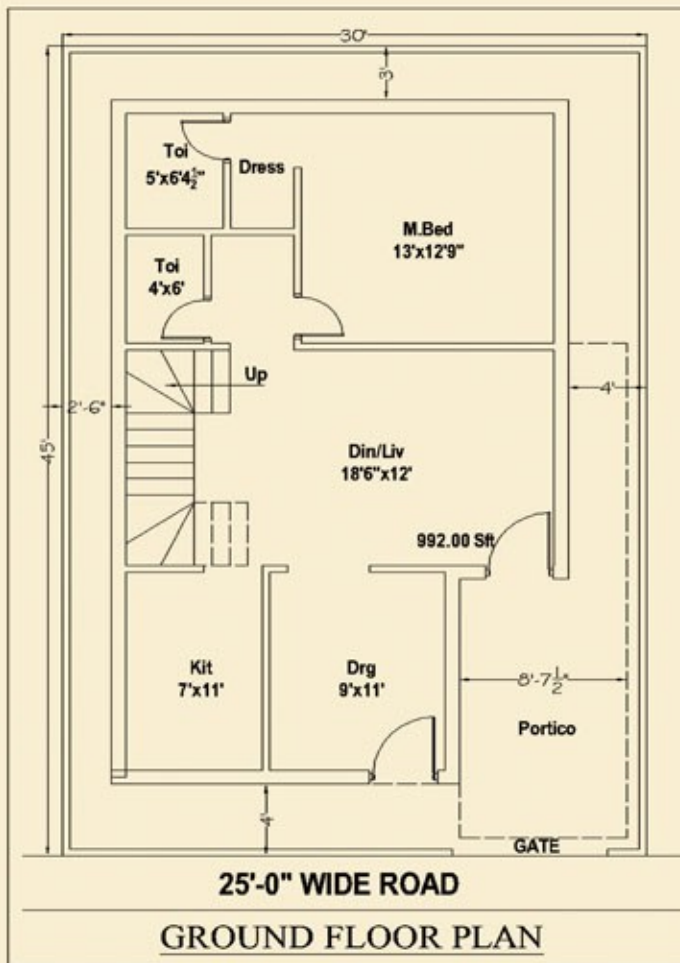 30'
3'
Toi
5'x6'4½"
Dress
M.Bed
13'x12'9"
Toi
4'x6'
Up
2'-6"
4'
45'
Din/Liv
18'6"x12'
992.00 Sft
Kit
7'x11'
Drg
9'x11'
8'-7½"
Portico
4'
GATE
25'-0" WIDE ROAD
GROUND FLOOR PLAN